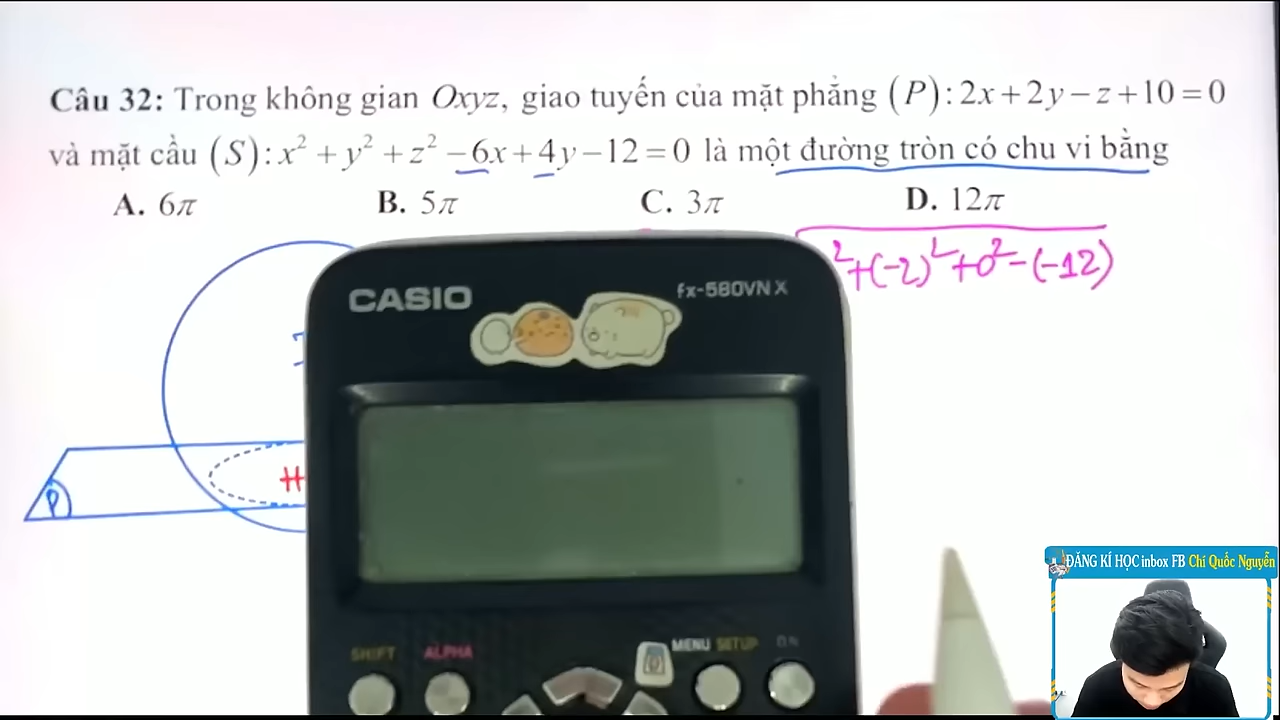 Câu 32: Trong không gian Oxyz, giao tuyến của mặt phẳng (P): 2x+2y−z+10=0
và mặt cầu (S): x²+y²+z²−6x+4y−12=0 là một đường tròn có chu vi bằng
A. 6π B. 5π C. 3π D. 12π
²+(-2)²+0²-(-12)
CASIO fx-580VN X
I
H
P
ĐĂNG KÍ HỌC inbox FB Chí Quốc Nguyễn
SHIFT ALPHA MENU SETUP ON